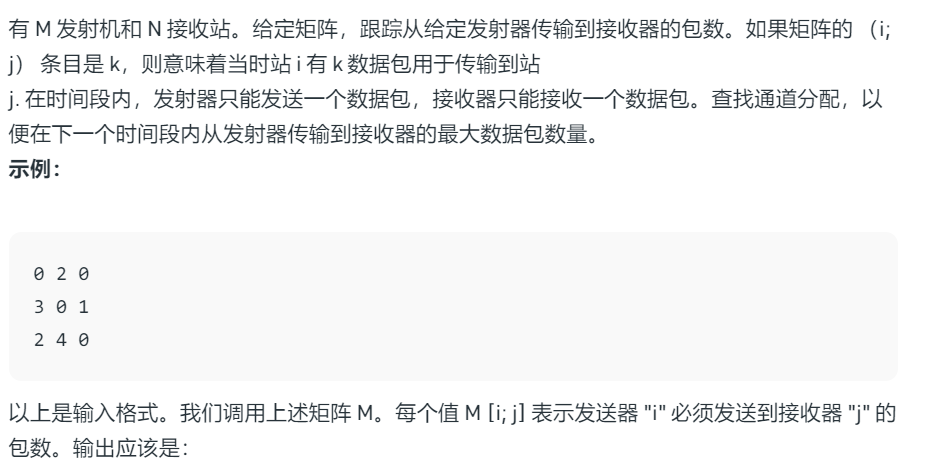 有 M 发射机和 N 接收站。给定矩阵，跟踪从给定发射器传输到接收器的包数。如果矩阵的 （i;
j） 条目是 k，则意味着当时站 i 有 k 数据包用于传输到站
j. 在时间段内，发射器只能发送一个数据包，接收器只能接收一个数据包。查找通道分配，以
便在下一个时间段内从发射器传输到接收器的最大数据包数量。
示例：
0 2 0
3 0 1
2 4 0
以上是输入格式。我们调用上述矩阵 M。每个值 M [i; j] 表示发送器 "i" 必须发送到接收器 "j" 的
包数。输出应该是：